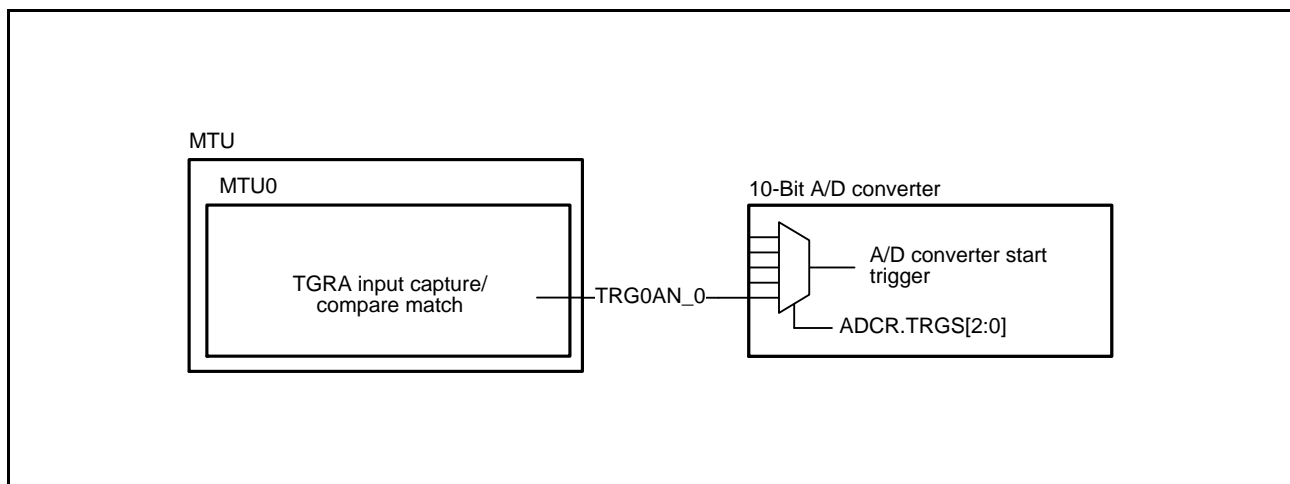 MTU
MTU0
TGRA input capture/
compare match
TRG0AN_0
10-Bit A/D converter
A/D converter start
trigger
ADCR.TRGS[2:0]